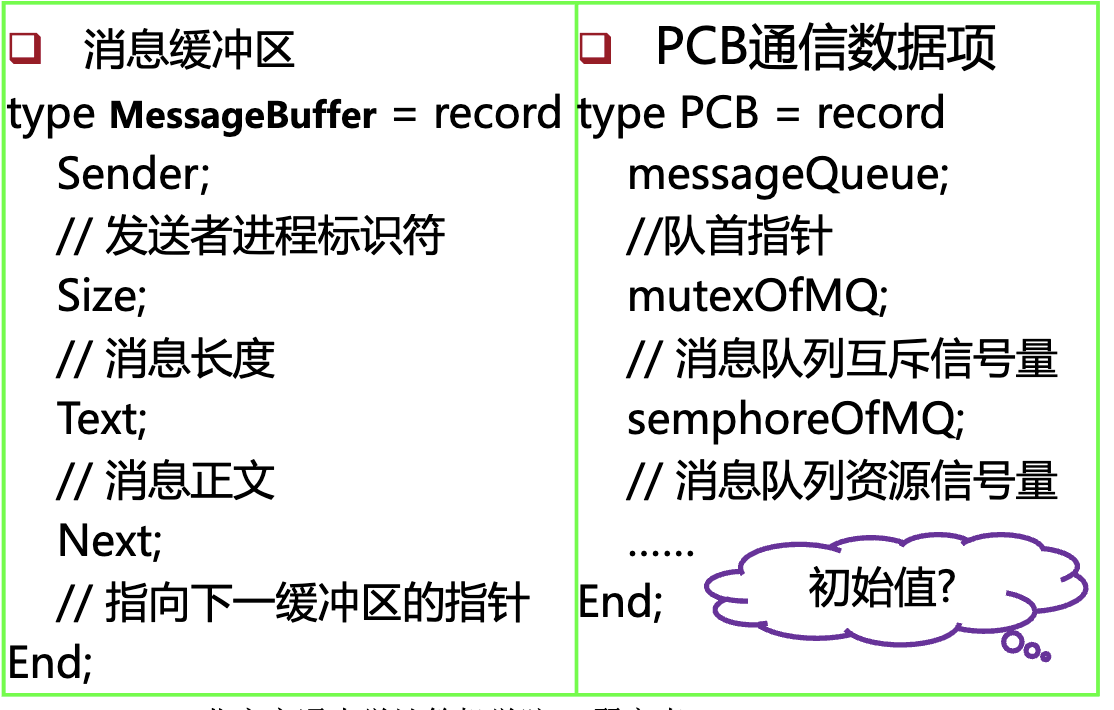 消息缓冲区
type MessageBuffer = record
Sender;
// 发送者进程标识符
Size;
// 消息长度
Text;
// 消息正文
Next;
// 指向下一缓冲区的指针
End;
PCB通信数据项
type PCB = record
messageQueue;
//队首指针
mutexOfMQ;
// 消息队列互斥信号量
semphoreOfMQ;
// 消息队列资源信号量
......
End;
初始值?